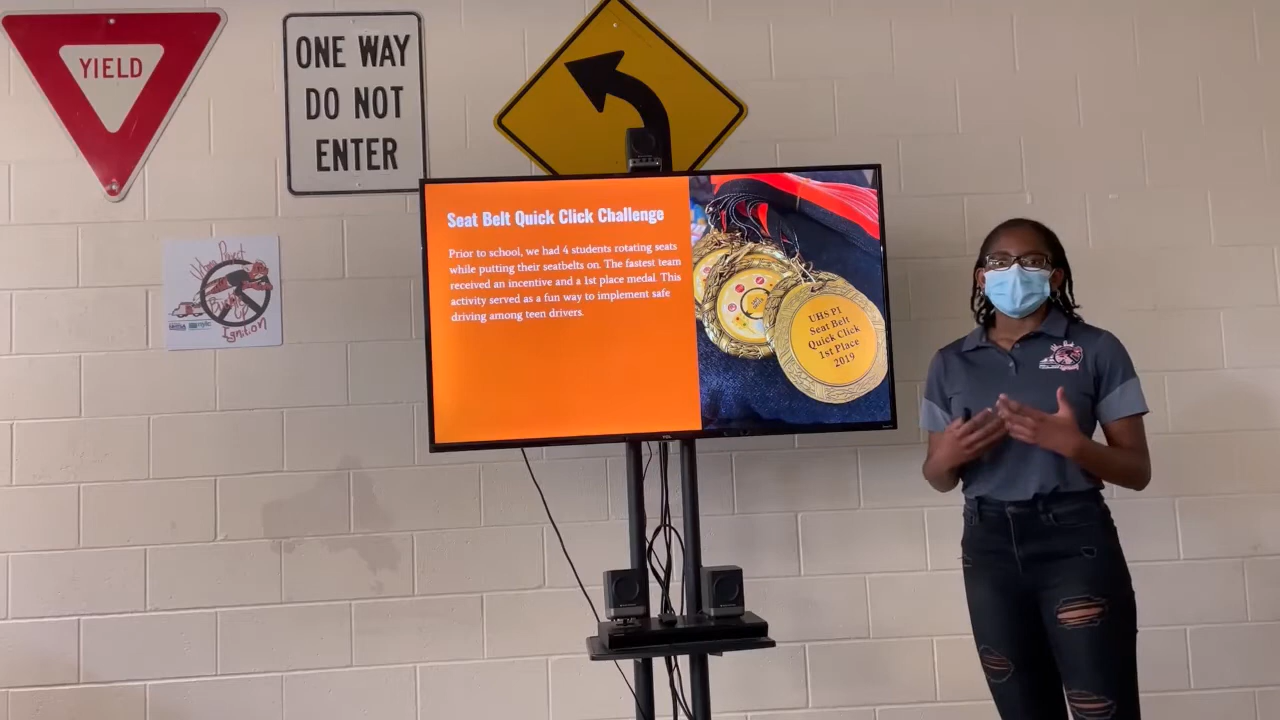 YIELD
ONE WAY
DO NOT
ENTER
Seat Belt Quick Click Challenge
Prior to school, we had 4 students rotating seats
while putting their seatbelts on. The fastest team
received an incentive and a 1st place medal. This
activity served as a fun way to implement safe
driving among teen drivers.
UHS P1
Seat Belt
Quick Click
1st Place
2019
Ignition
TCL